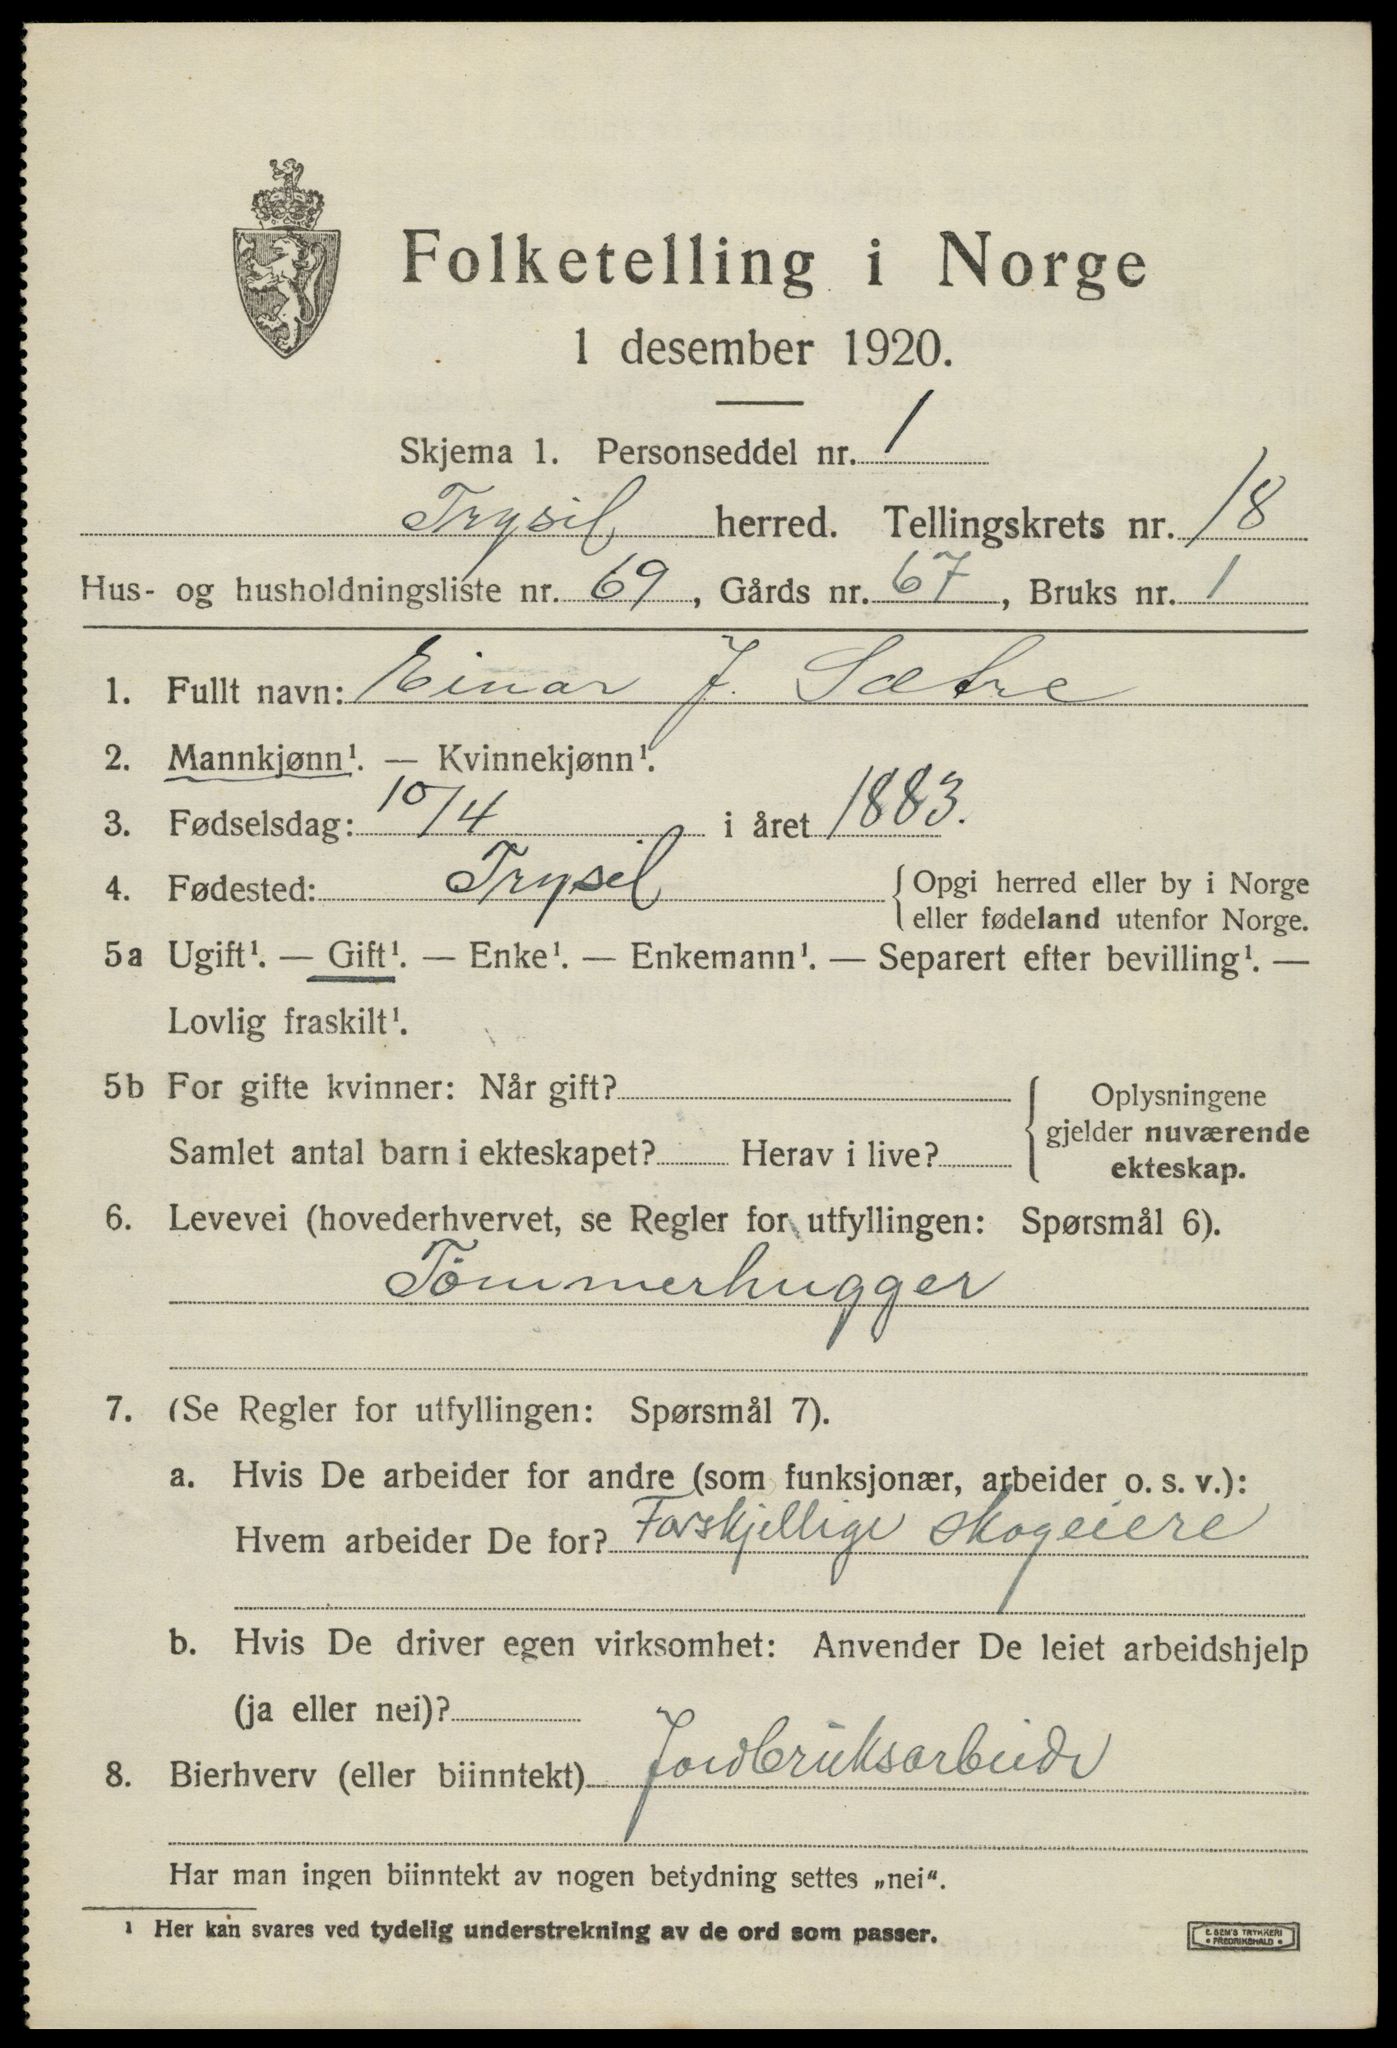 Folketelling i Norge
1 desember 1920.
Skjema 1. Personseddel nr. 1
Trysil herred. Tellingskrets nr. 18
Hus- og husholdningsliste nr. 69, Gårds nr. 67, Bruks nr. 1
1. Fullt navn: Einar J. Sætre
2. Mannkjønn¹. — Kvinnekjønn¹.
3. Fødselsdag: 10/4 i året 1883.
4. Fødested: Trysil {Opgi herred eller by i Norge
eller fødeland utenfor Norge.
5a Ugift¹. — Gift¹. — Enke¹. — Enkemann¹. — Separert efter bevilling¹. —
Lovlig fraskilt¹.
5b For gifte kvinner: Når gift? Oplysningene
gjelder nuværende
Samlet antal barn i ekteskapet? Herav i live? ekteskap.
6. Levevei (hovederhvervet, se Regler for utfyllingen: Spørsmål 6).
Tömmerhugger
7. (Se Regler for utfyllingen: Spørsmål 7).
a. Hvis De arbeider for andre (som funksjonær, arbeider o. s. v.):
Hvem arbeider De for? Forskjellige skogeiere
b. Hvis De driver egen virksomhet: Anvender De leiet arbeidshjelp
(ja eller nei)?
8. Bierhverv (eller biinntekt) Jordbruksarbeide
Har man ingen biinntekt av nogen betydning settes „nei“.
¹ Her kan svares ved tydelig understrekning av de ord som passer.
E. SEM'S TRYKKERI
• FREDRIKSHALD •